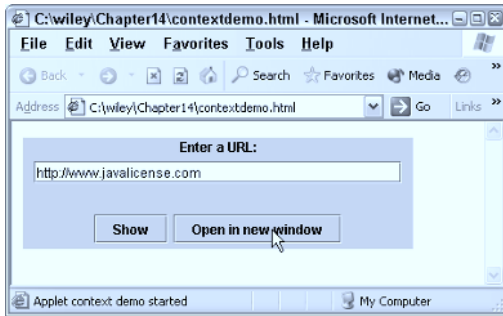 C:\wiley\Chapter14\contextdemo.html - Microsoft Internet...
File Edit View Favorites Tools Help
Back Search Favorites Media »
Address C:\wiley\Chapter14\contextdemo.html Go Links »
Enter a URL:
http://www.javalicense.com
Show Open in new window
Applet context demo started My Computer